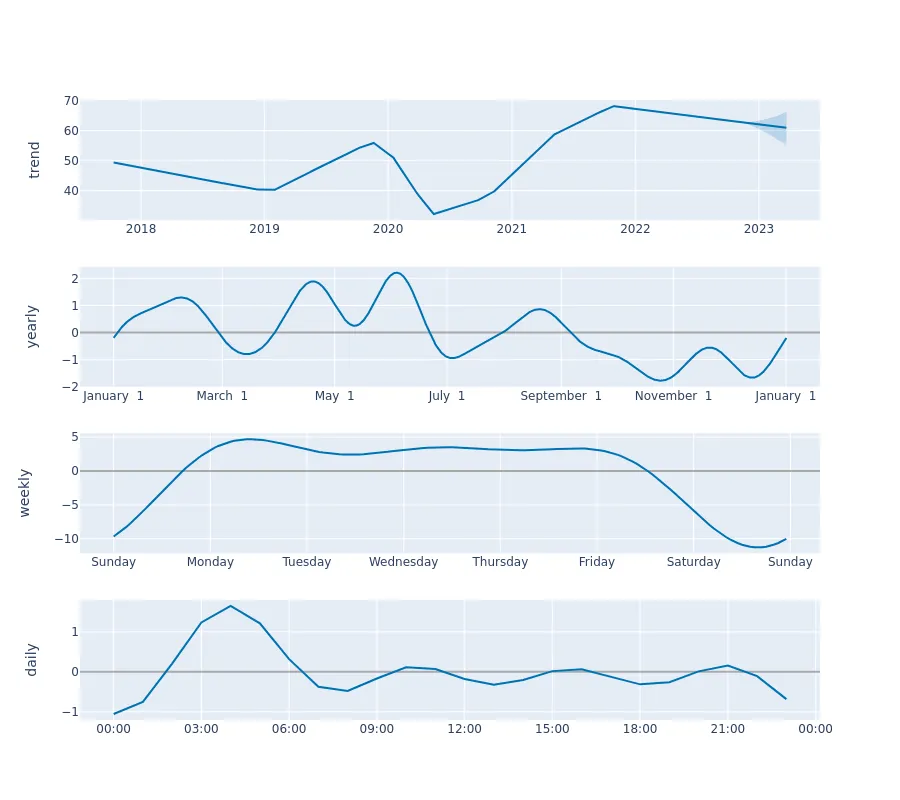 trend
70
60
50
40
2018 2019 2020 2021 2022 2023
yearly
2
1
0
−1
−2
January 1 March 1 May 1 July 1 September 1 November 1 January 1
weekly
5
0
−5
−10
Sunday Monday Tuesday Wednesday Thursday Friday Saturday Sunday
daily
1
0
−1
00:00 03:00 06:00 09:00 12:00 15:00 18:00 21:00 00:00